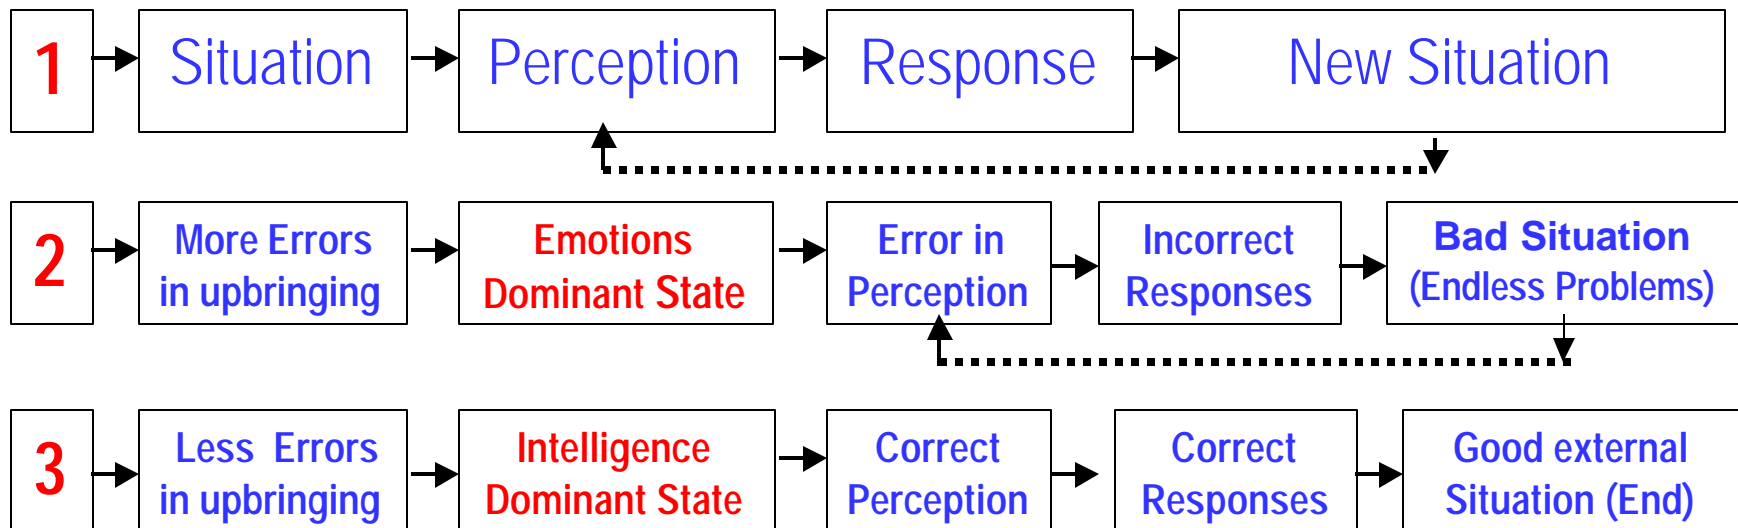 1
Situation
Perception
Response
New Situation
2
More Errors
in upbringing
Emotions
Dominant State
Error in
Perception
Incorrect
Responses
Bad Situation
(Endless Problems)
3
Less Errors
in upbringing
Intelligence
Dominant State
Correct
Perception
Correct
Responses
Good external
Situation (End)